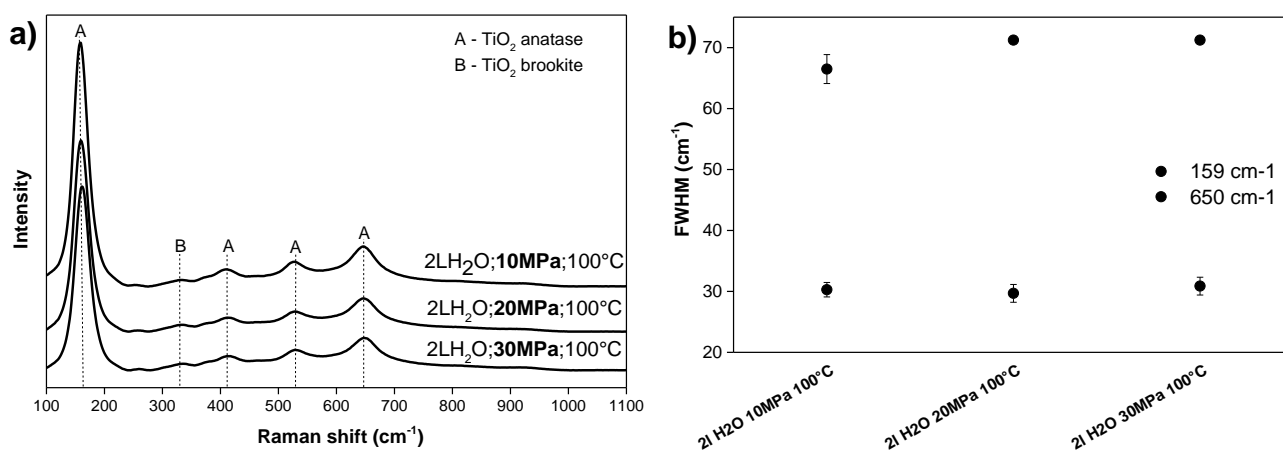 a)
A
A - TiO₂ anatase
B - TiO₂ brookite
Intensity
B
A
A
A
2LH₂O;10MPa;100°C
2LH₂O;20MPa;100°C
2LH₂O;30MPa;100°C
100 200 300 400 500 600 700 800 900 1000 1100
Raman shift (cm⁻¹)
b)
70
60
50
40
30
20
FWHM (cm⁻¹)
159 cm-1
650 cm-1
2l H2O 10MPa 100°C
2l H2O 20MPa 100°C
2l H2O 30MPa 100°C